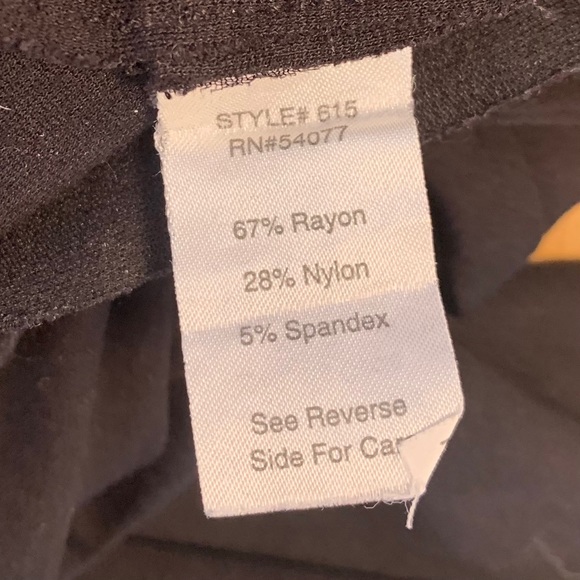 STYLE# 615
RN#54077
67% Rayon
28% Nylon
5% Spandex
See Reverse
Side For Car